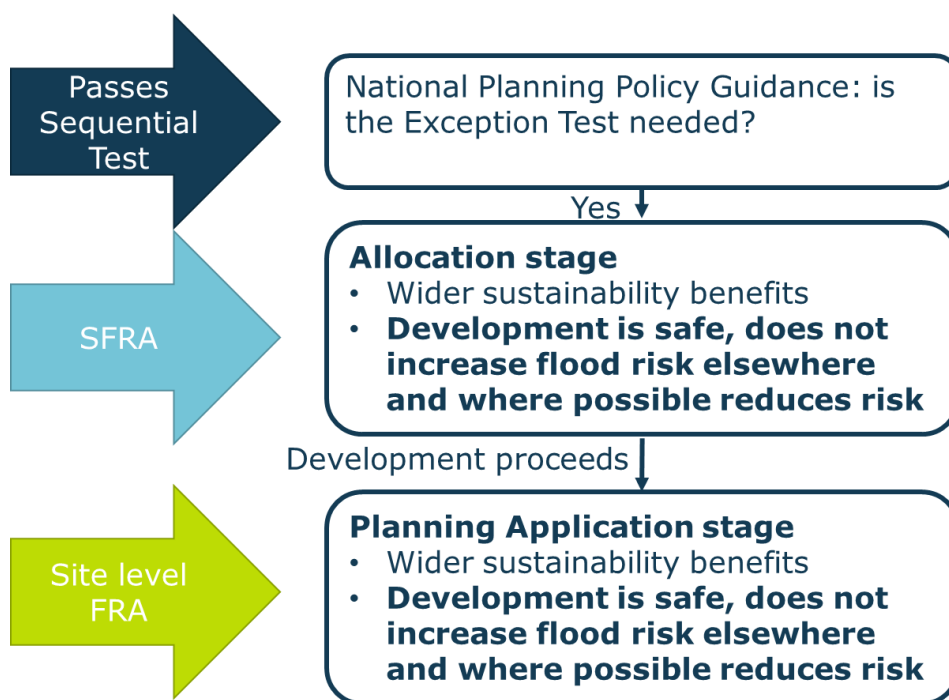 Passes
Sequential
Test
National Planning Policy Guidance: is
the Exception Test needed?
Yes
SFRA
Allocation stage
• Wider sustainability benefits
• Development is safe, does not
increase flood risk elsewhere
and where possible reduces risk
Development proceeds
Site level
FRA
Planning Application stage
• Wider sustainability benefits
• Development is safe, does not
increase flood risk elsewhere
and where possible reduces risk